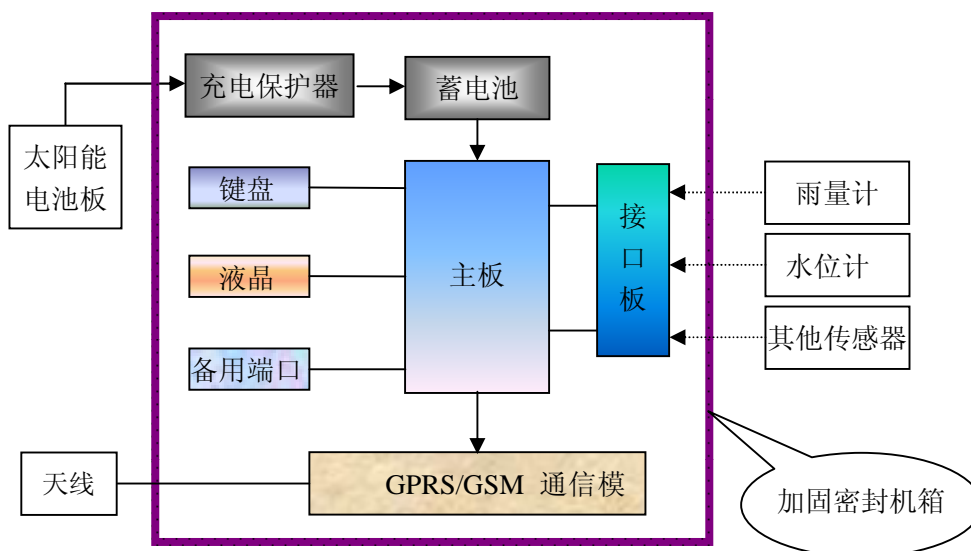 充电保护器
蓄电池
太阳能
电池板
键盘
液晶
备用端口
主板
接
口
板
雨量计
水位计
其他传感器
天线
GPRS/GSM 通信模
加固密封机箱